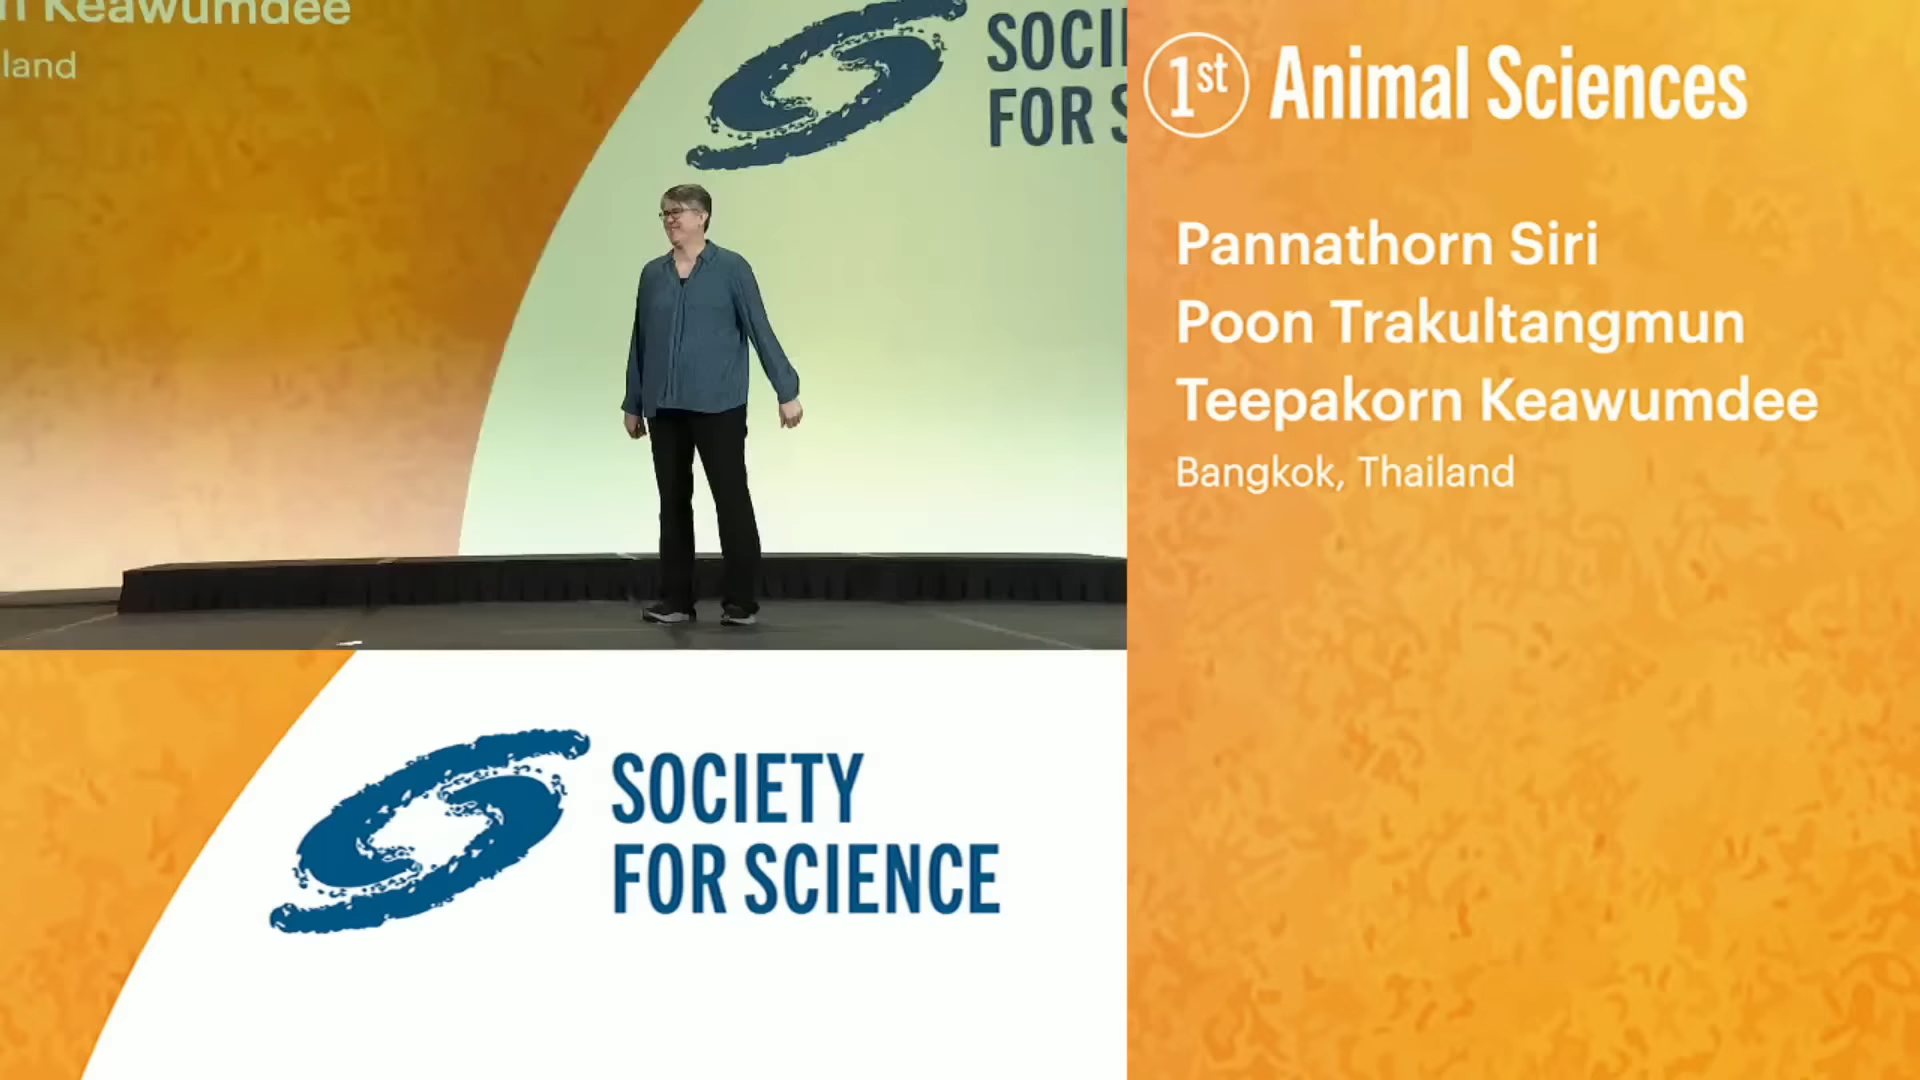 Keawumdee
land
SOCI
FOR S
1st Animal Sciences
Pannathorn Siri
Poon Trakultangmun
Teepakorn Keawumdee
Bangkok, Thailand
SOCIETY
FOR SCIENCE